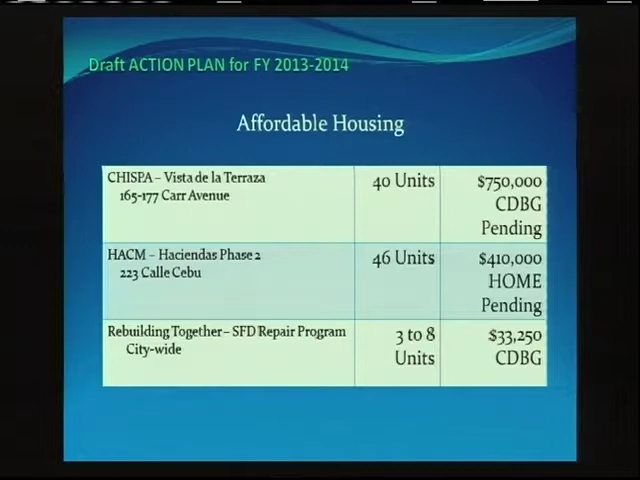 Draft ACTION PLAN for FY 2013-2014
Affordable Housing
CHISPA – Vista de la Terraza
165-177 Carr Avenue
40 Units
$750,000
CDBG
Pending
HACM – Haciendas Phase 2
223 Calle Cebu
46 Units
$410,000
HOME
Pending
Rebuilding Together – SFD Repair Program
City-wide
3 to 8
Units
$33,250
CDBG